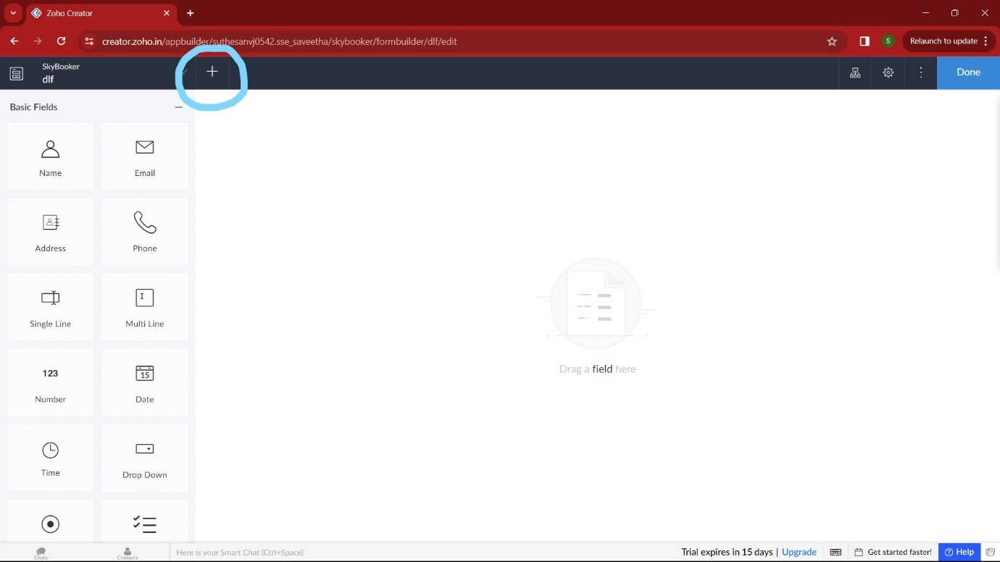 Zoho Creator
creator.zoho.in/appbuilder/suthesanvj0542.sse_saveetha/skybooker/formbuilder/dlf/edit
S
Relaunch to update
SkyBooker
dlf
Done
Basic Fields
Name
Email
Address
Phone
Single Line
Multi Line
123
Number
15
Date
Time
Drop Down
Drag a field here
Chats
Contacts
Here is your Smart Chat (Ctrl+Space)
Trial expires in 15 days | Upgrade
Get started faster!
Help